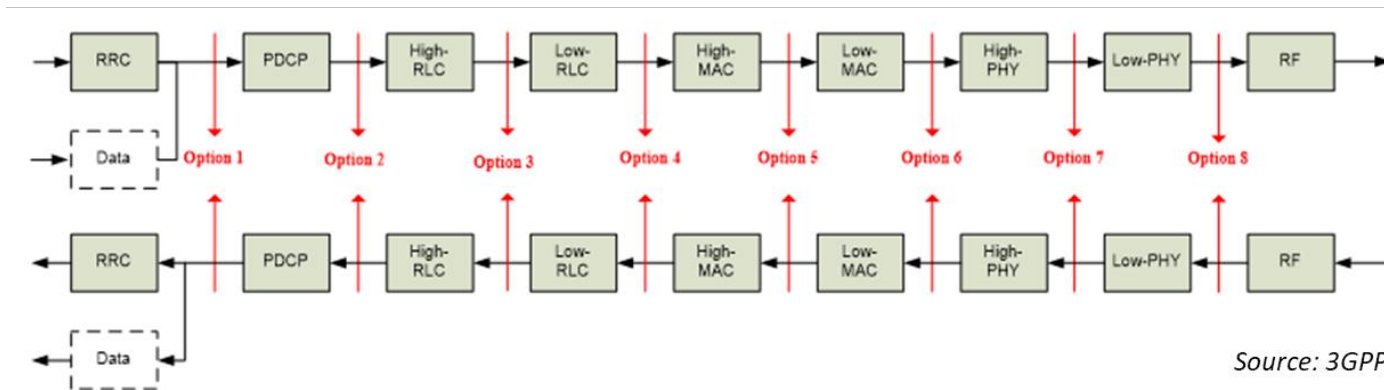 RRC
PDCP
High-
RLC
Low-
RLC
High-
MAC
Low-
MAC
High-
PHY
Low-PHY
RF
Data
Option 1
Option 2
Option 3
Option 4
Option 5
Option 6
Option 7
Option 8
RRC
PDCP
High-
RLC
Low-
RLC
High-
MAC
Low-
MAC
High-
PHY
Low-PHY
RF
Data
Source: 3GPP